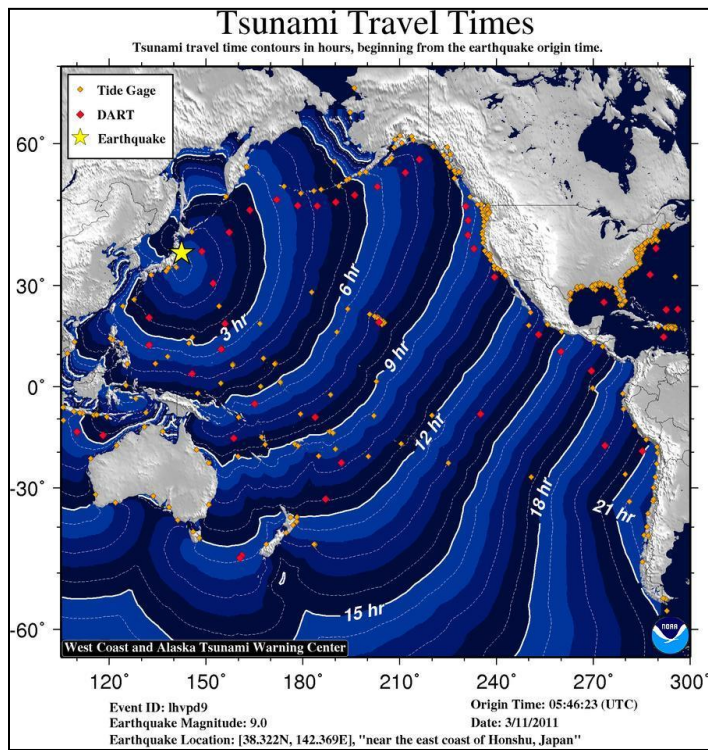 Tsunami Travel Times
Tsunami travel time contours in hours, beginning from the earthquake origin time.
Tide Gage
DART
Earthquake
60°
30°
0°
-30°
-60°
3 hr
6 hr
9 hr
12 hr
15 hr
18 hr
21 hr
NOAA
West Coast and Alaska Tsunami Warning Center
120° 150° 180° 210° 240° 270° 300°
Event ID: lhvpd9
Earthquake Magnitude: 9.0
Origin Time: 05:46:23 (UTC)
Date: 3/11/2011
Earthquake Location: [38.322N, 142.369E], "near the east coast of Honshu, Japan"